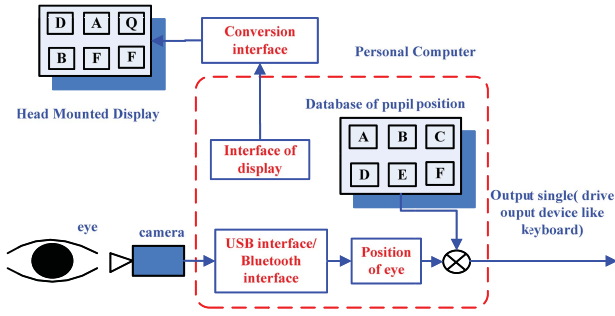 D A Q
B F F
Head Mounted Display
Conversion
interface
Personal Computer
Database of pupil position
A B C
D E F
Interface of
display
eye
camera
USB interface/
Bluetooth
interface
Position
of eye
Output single( drive
ouput device like
keyboard)